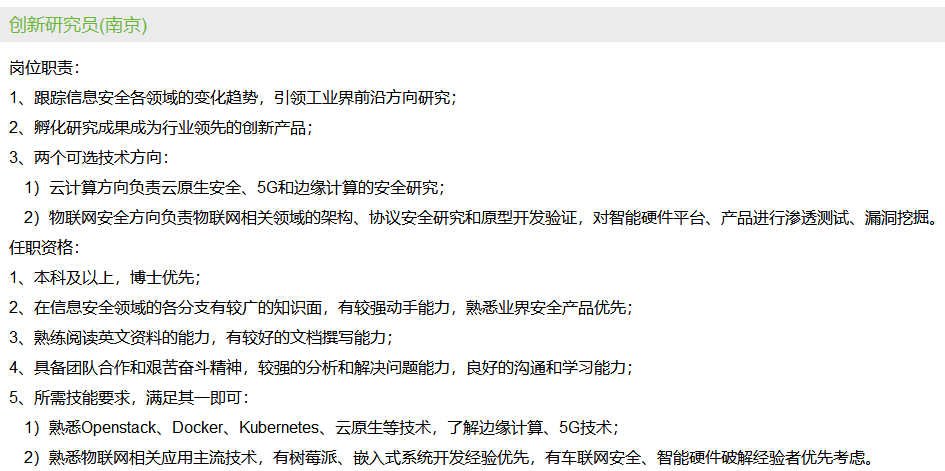 创新研究员(南京)
岗位职责：
1、跟踪信息安全各领域的变化趋势，引领工业界前沿方向研究；
2、孵化研究成果成为行业领先的创新产品；
3、两个可选技术方向：
1）云计算方向负责云原生安全、5G和边缘计算的安全研究；
2）物联网安全方向负责物联网相关领域的架构、协议安全研究和原型开发验证，对智能硬件平台、产品进行渗透测试、漏洞挖掘。
任职资格：
1、本科及以上，博士优先；
2、在信息安全领域的各分支有较广的知识面，有较强动手能力，熟悉业界安全产品优先；
3、熟练阅读英文资料的能力，有较好的文档撰写能力；
4、具备团队合作和艰苦奋斗精神，较强的分析和解决问题能力，良好的沟通和学习能力；
5、所需技能要求，满足其一即可：
1）熟悉Openstack、Docker、Kubernetes、云原生等技术，了解边缘计算、5G技术；
2）熟悉物联网相关应用主流技术，有树莓派、嵌入式系统开发经验优先，有车联网安全、智能硬件破解经验者优先考虑。